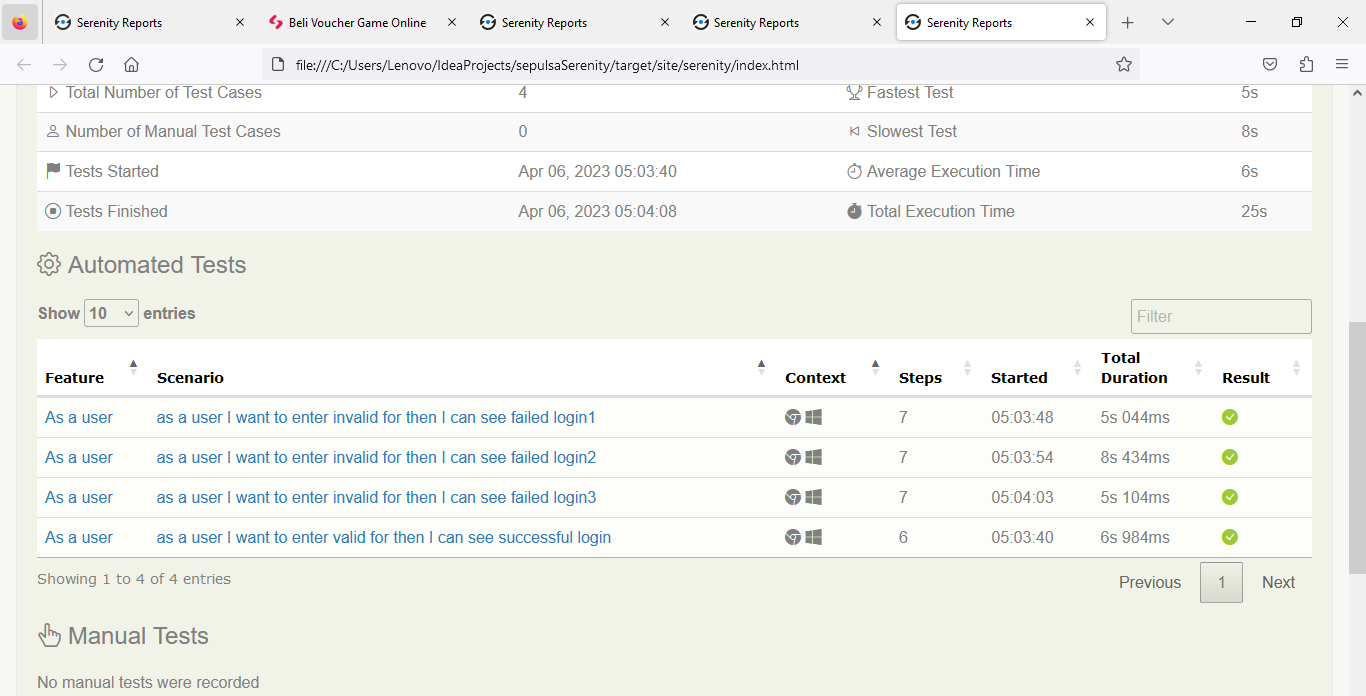 Serenity Reports
Beli Voucher Game Online
Serenity Reports
Serenity Reports
Serenity Reports
file:///C:/Users/Lenovo/IdeaProjects/sepulsaSerenity/target/site/serenity/index.html
Total Number of Test Cases 4 Fastest Test 5s
Number of Manual Test Cases 0 Slowest Test 8s
Tests Started Apr 06, 2023 05:03:40 Average Execution Time 6s
Tests Finished Apr 06, 2023 05:04:08 Total Execution Time 25s
Automated Tests
Show 10 entries Filter
Feature Scenario Context Steps Started Total Duration Result
As a user as a user I want to enter invalid for then I can see failed login1 7 05:03:48 5s 044ms
As a user as a user I want to enter invalid for then I can see failed login2 7 05:03:54 8s 434ms
As a user as a user I want to enter invalid for then I can see failed login3 7 05:04:03 5s 104ms
As a user as a user I want to enter valid for then I can see successful login 6 05:03:40 6s 984ms
Showing 1 to 4 of 4 entries
Previous 1 Next
Manual Tests
No manual tests were recorded